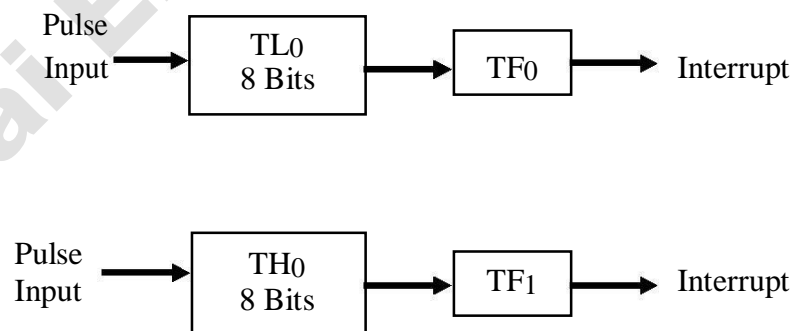 Pulse
Input
TL0
8 Bits
TF0
Interrupt
Pulse
Input
TH0
8 Bits
TF1
Interrupt